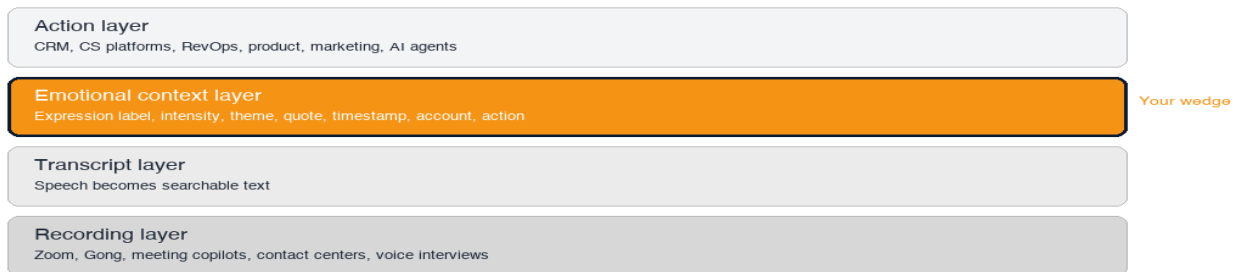 Action layer
CRM, CS platforms, RevOps, product, marketing, AI agents
Emotional context layer
Expression label, intensity, theme, quote, timestamp, account, action
Your wedge
Transcript layer
Speech becomes searchable text
Recording layer
Zoom, Gong, meeting copilots, contact centers, voice interviews